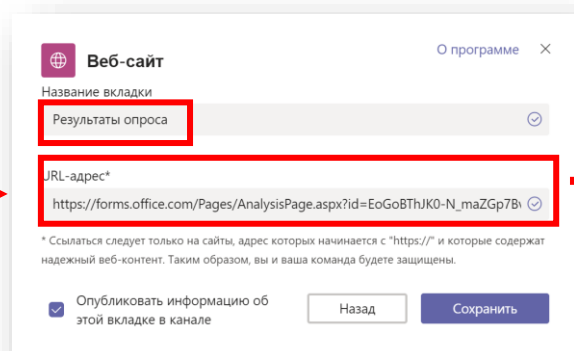 О программе
Веб-сайт
Название вкладки
Результаты опроса
URL-адрес*
https://forms.office.com/Pages/AnalysisPage.aspx?id=EoGoBThJK0-N_maZGp7B
* Ссылаться следует только на сайты, адрес которых начинается с "https://" и которые содержат
надежный веб-контент. Таким образом, вы и ваша команда будете защищены.
Опубликовать информацию об
этой вкладке в канале
Назад
Сохранить